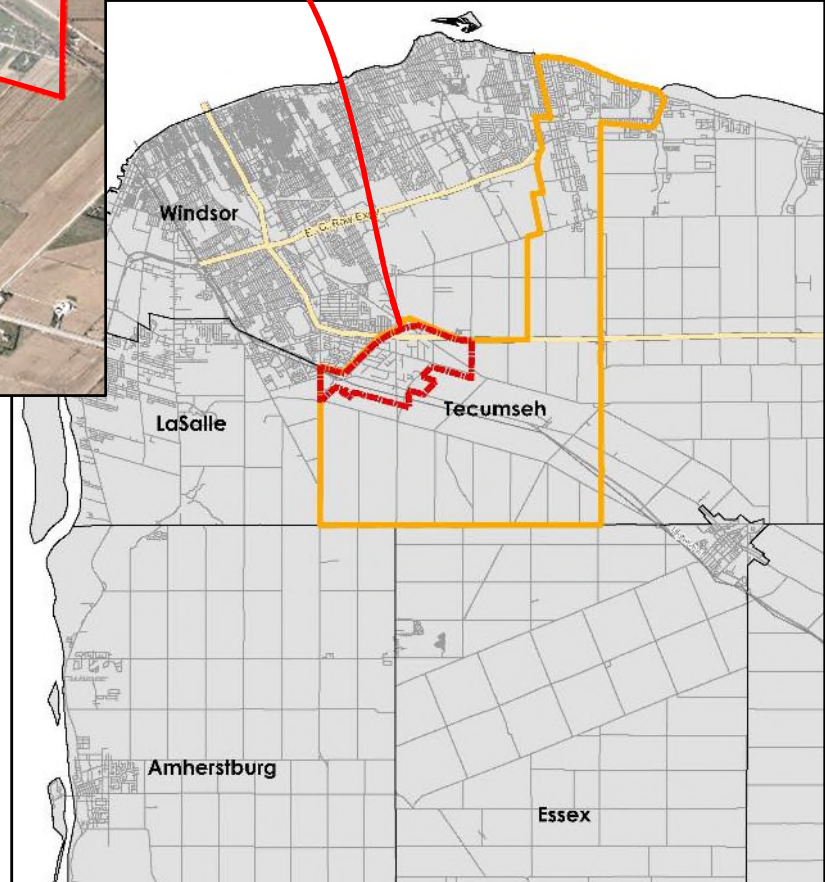 Windsor
E. C. Row Expy
LaSalle
Tecumseh
Amherstburg
Essex